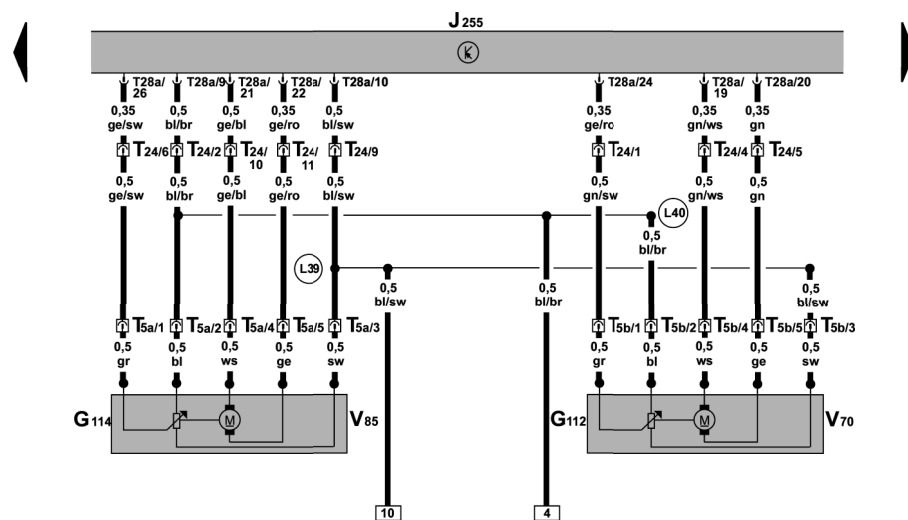 J255
T28a/26 T28a/9 T28a/21 T28a/22 T28a/10 T28a/24 T28a/19 T28a/20
0,35 0,5 0,5 0,35 0,5 0,35 0,35 0,35
ge/sw bl/br ge/bl ge/ro bl/sw ge/ro gn/ws gn
T24/6 T24/2 T24/10 T24/11 T24/9 T24/1 T24/4 T24/5
0,5 0,5 0,5 0,5 0,5 0,5 0,5 0,5
ge/sw bl/br ge/bl ge/ro bl/sw gn/sw gn/ws gn
L40
0,5
bl/br
L39
0,5 0,5 0,5
bl/sw bl/br bl/sw
T5a/1 T5a/2 T5a/4 T5a/5 T5a/3 T5b/1 T5b/2 T5b/4 T5b/5 T5b/3
0,5 0,5 0,5 0,5 0,5 0,5 0,5 0,5 0,5 0,5
gr bl ws ge sw gr bl ws ge sw
G114 M V85 G112 M V70
10 4